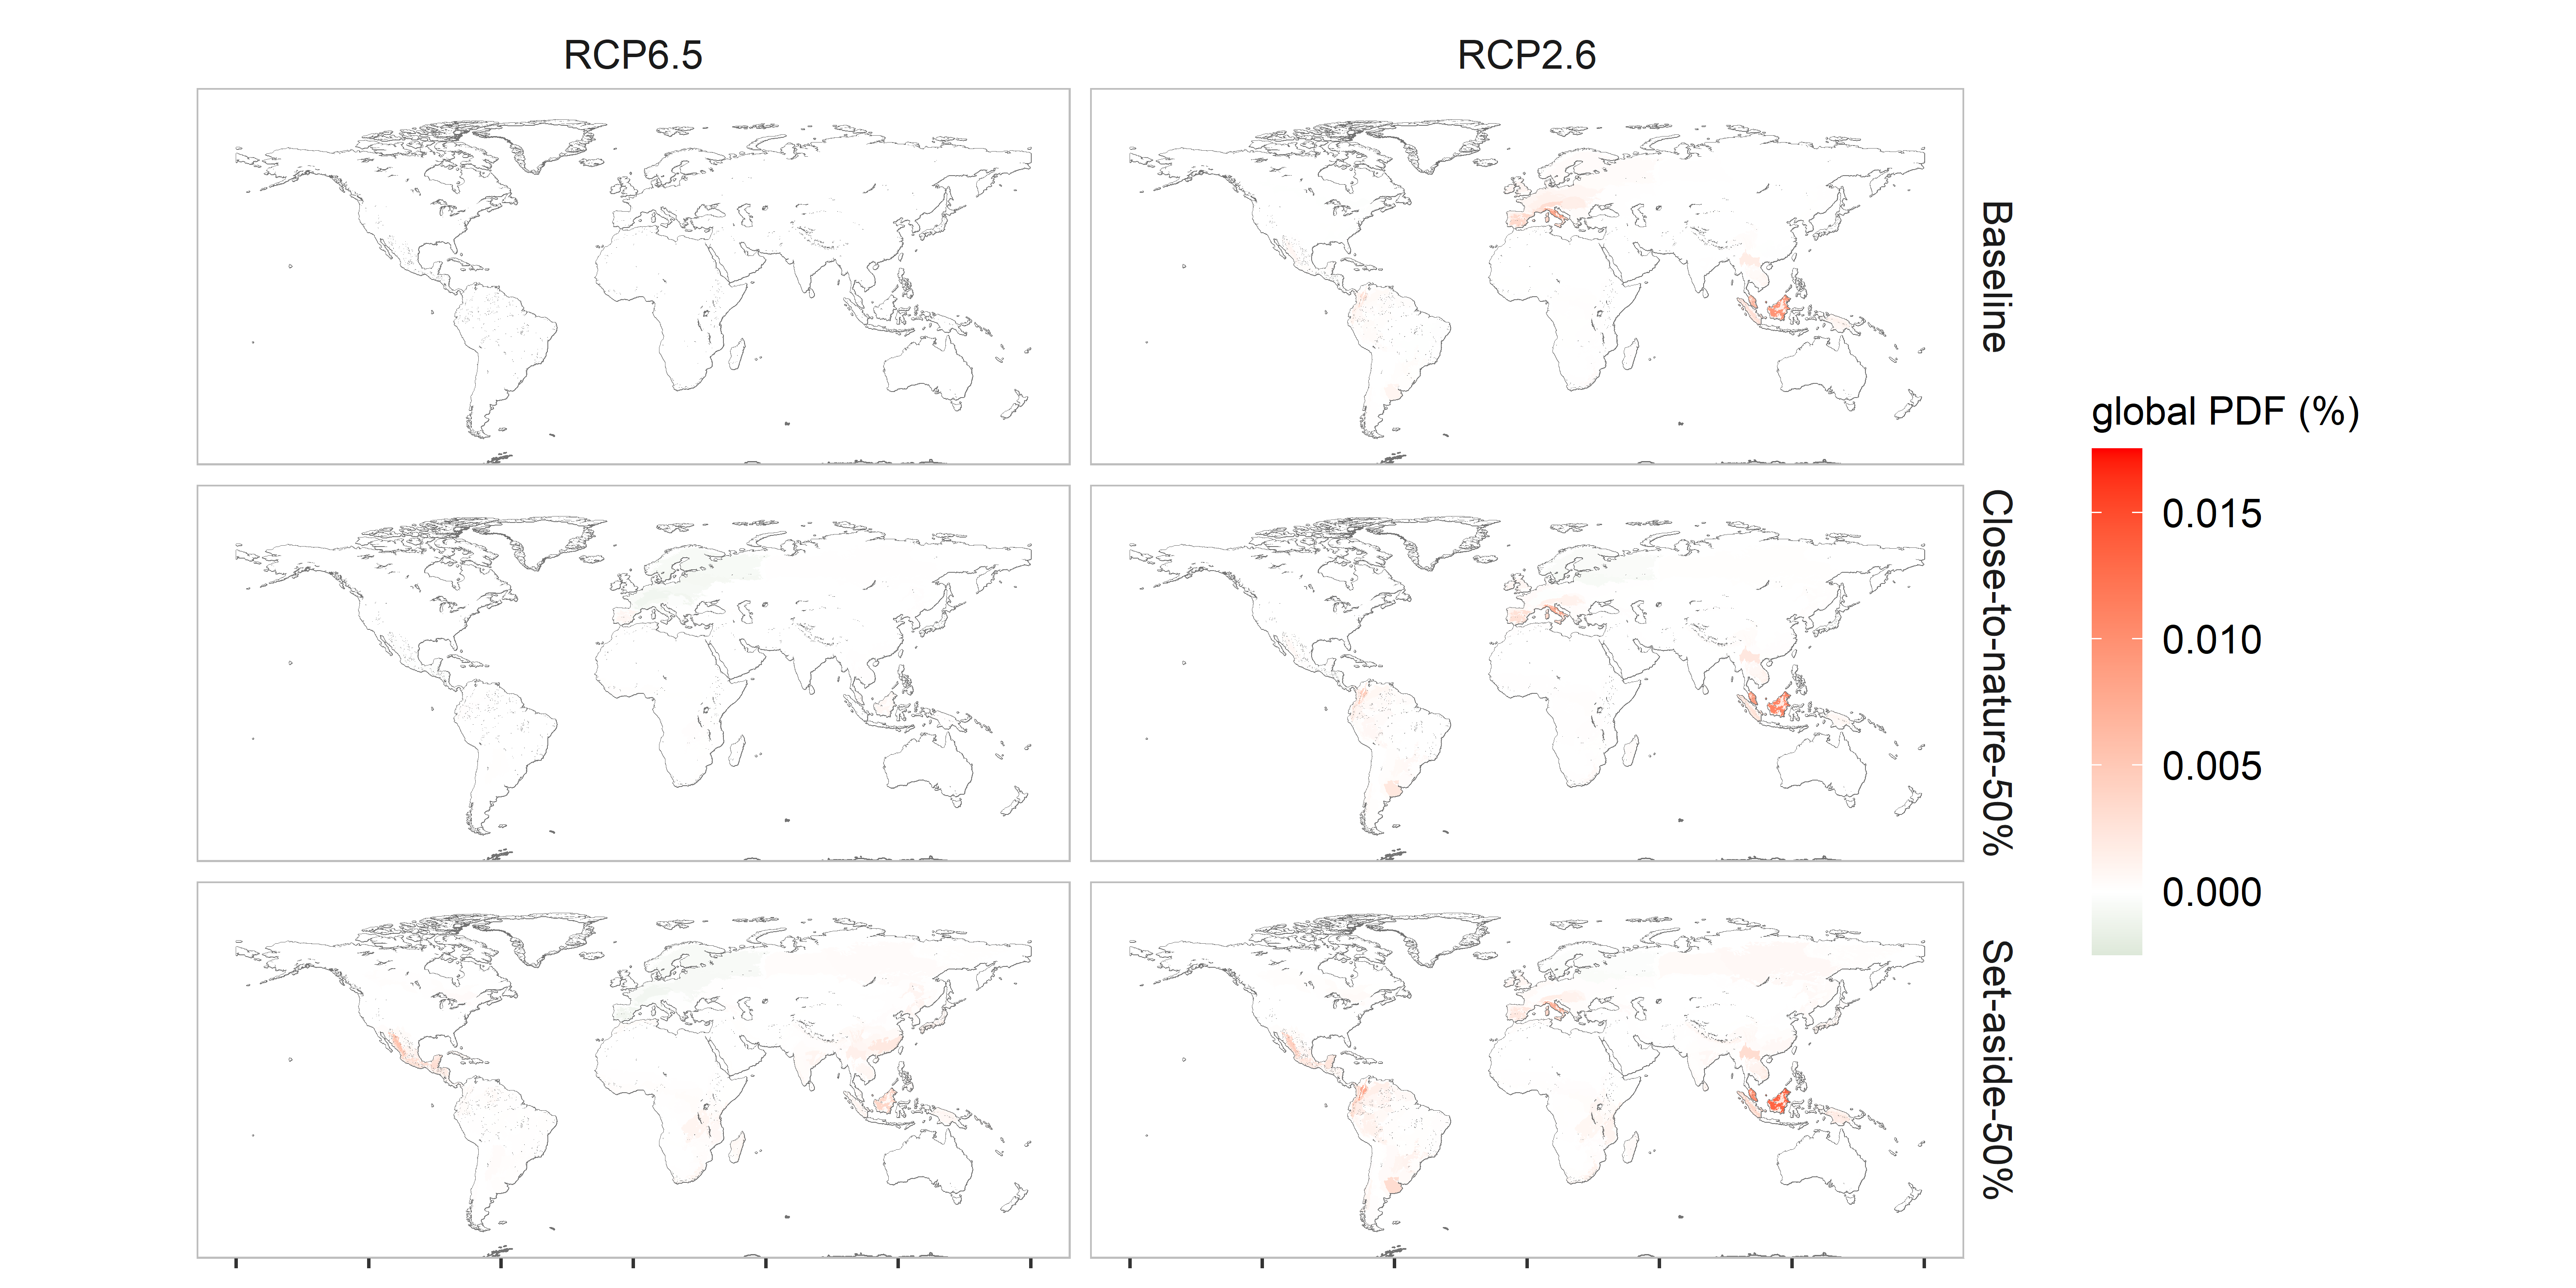 RCP6.5
RCP2.6
Baseline
Close-to-nature-50%
Set-aside-50%
global PDF (%)
0.015
0.010
0.005
0.000